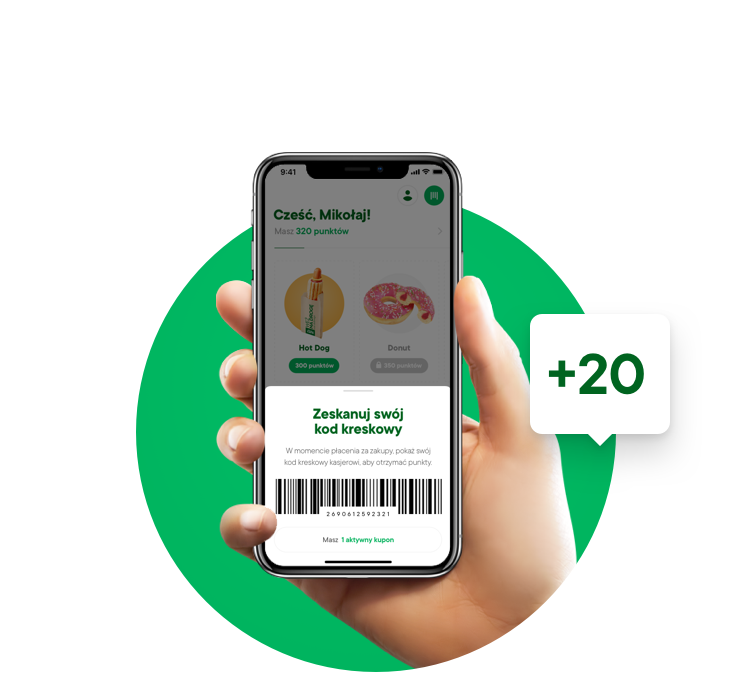 9:41
Cześć, Mikołaj!
Masz 320 punktów
Hot Dog
Donut
300 punktów
350 punktów
+20
Zeskanuj swój
kod kreskowy
W momencie płacenia za zakupy, pokaż swój
kod kreskowy kasjerowi, aby otrzymać punkty.
2690612592321
Masz 1 aktywny kupon